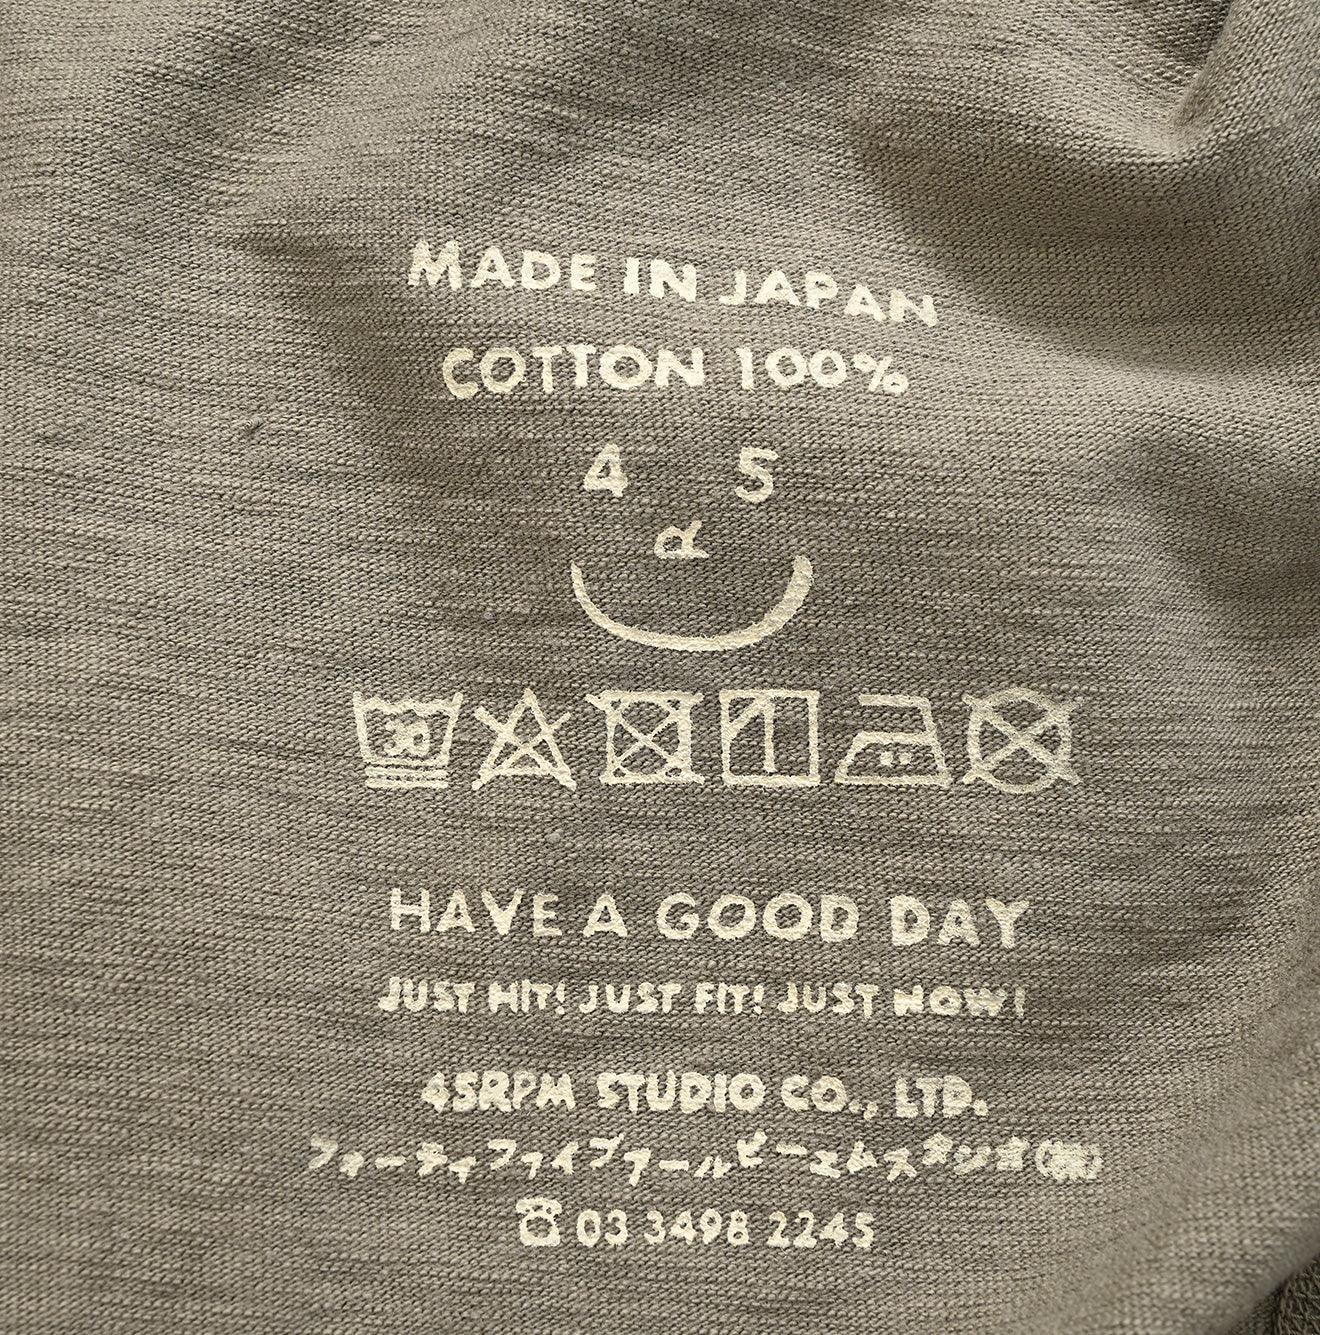 MADE IN JAPAN
COTTON 100%
4 5
R
30
HAVE A GOOD DAY
JUST HIT! JUST FIT! JUST NOW!
45RPM STUDIO CO., LTD.
フォーティファイブアールピーエムスタジオ(株)
☎03 3498 2245